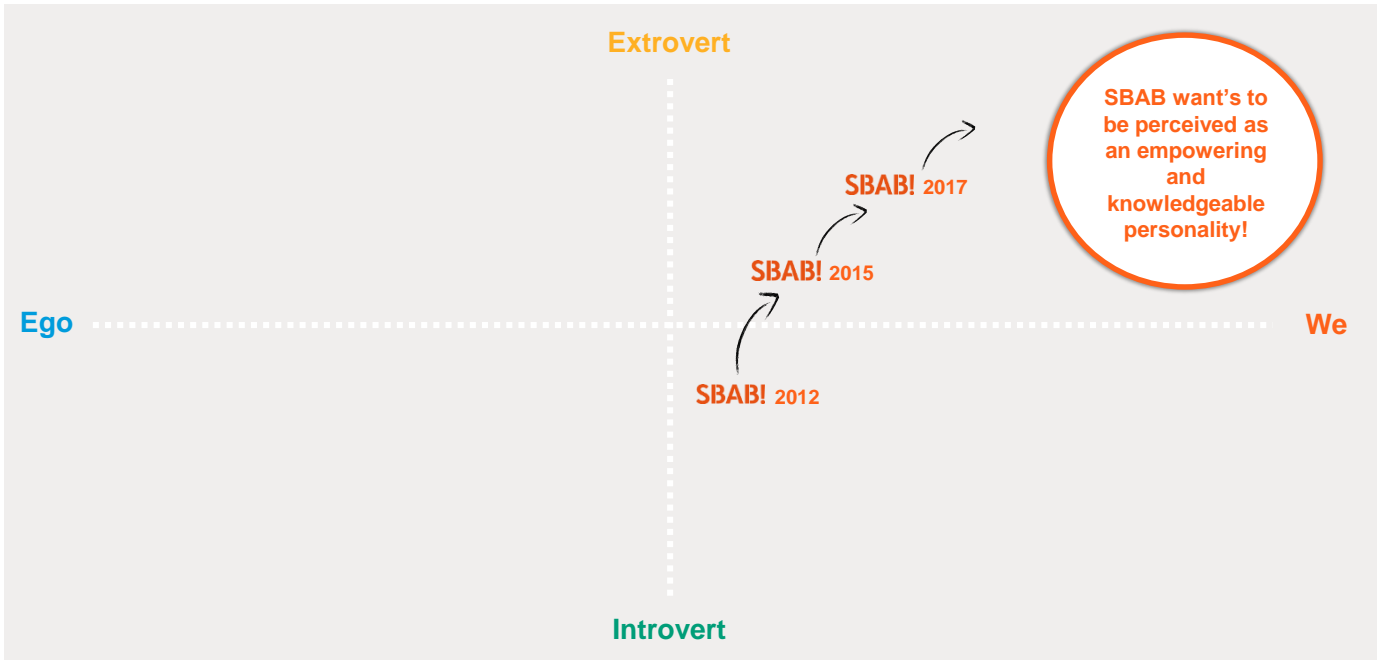 Extrovert
SBAB want's to
be perceived as
an empowering
and
knowledgeable
personality!
SBAB! 2017
SBAB! 2015
Ego
We
SBAB! 2012
Introvert